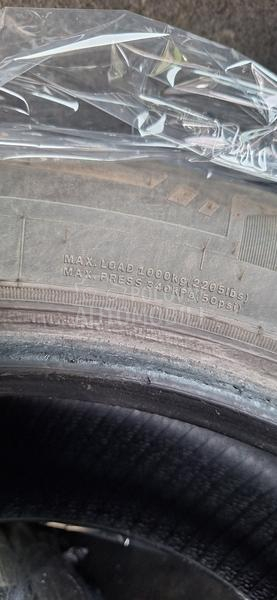 MAX. LOAD 1000kg(2205lbs)
MAX. PRESS 340KPa(50psi)